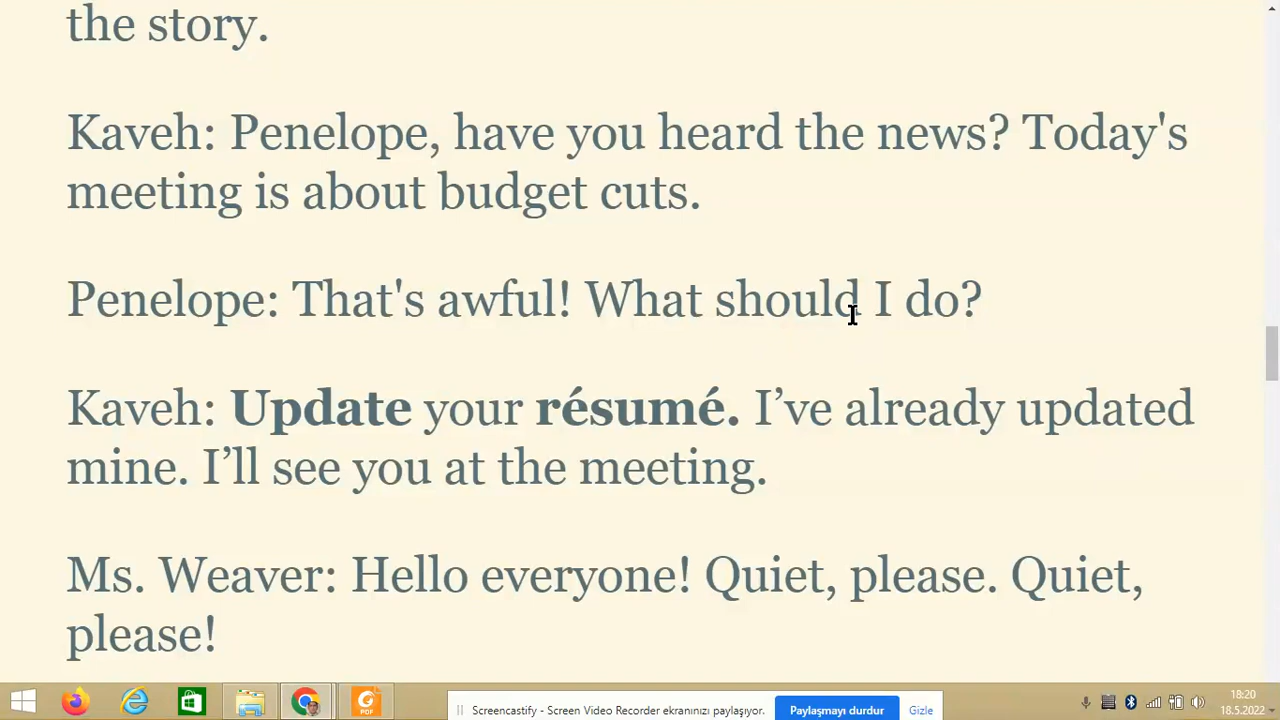 the story.
Kaveh: Penelope, have you heard the news? Today's
meeting is about budget cuts.
Penelope: That's awful! What should I do?
Kaveh: Update your résumé. I’ve already updated
mine. I’ll see you at the meeting.
Ms. Weaver: Hello everyone! Quiet, please. Quiet,
please!
Screencastify - Screen Video Recorder ekranınızı paylaşıyor.
Paylaşmayı durdur
Gizle
18:20
18.5.2022